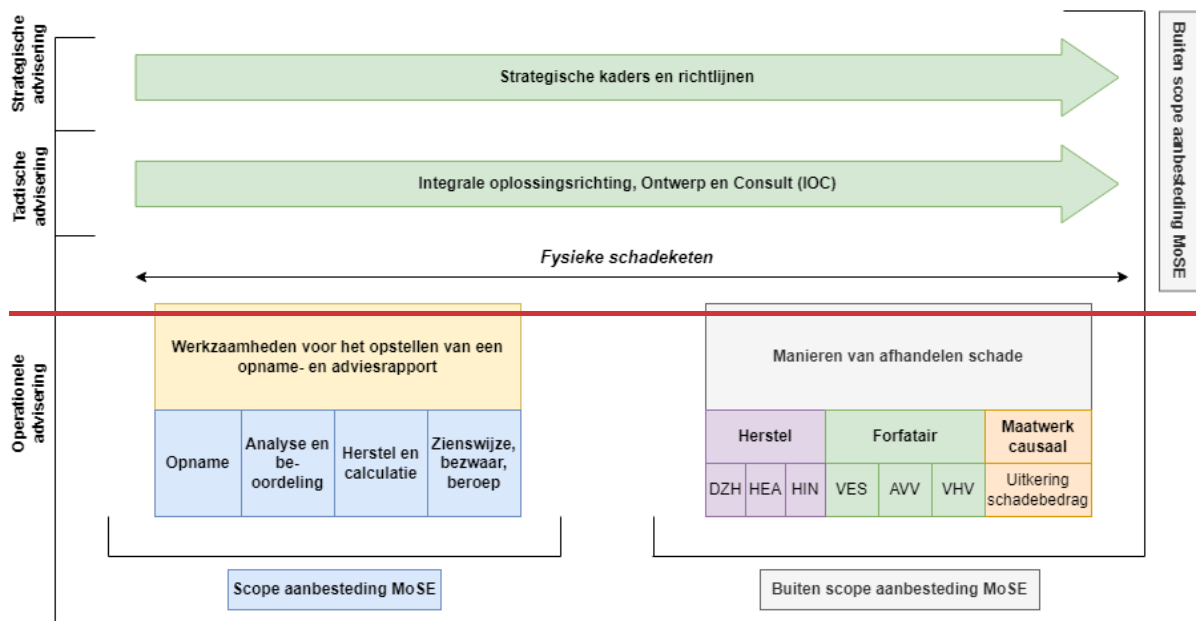 Strategische
advisering
Strategische kaders en richtlijnen
Buiten scope aanbesteding MoSE
Tactische
advisering
Integrale oplossingsrichting, Ontwerp en Consult (IOC)
Fysieke schadeketen
Operationele
advisering
Werkzaamheden voor het opstellen van een
opname- en adviesrapport
Opname
Analyse en
be-
oordeling
Herstel en
calculatie
Zienswijze,
bezwaar,
beroep
Scope aanbesteding MoSE
Manieren van afhandelen schade
Herstel
Forfatair
Maatwerk
causaal
DZH
HEA
HIN
VES
AVV
VHV
Uitkering
schadebedrag
Buiten scope aanbesteding MoSE